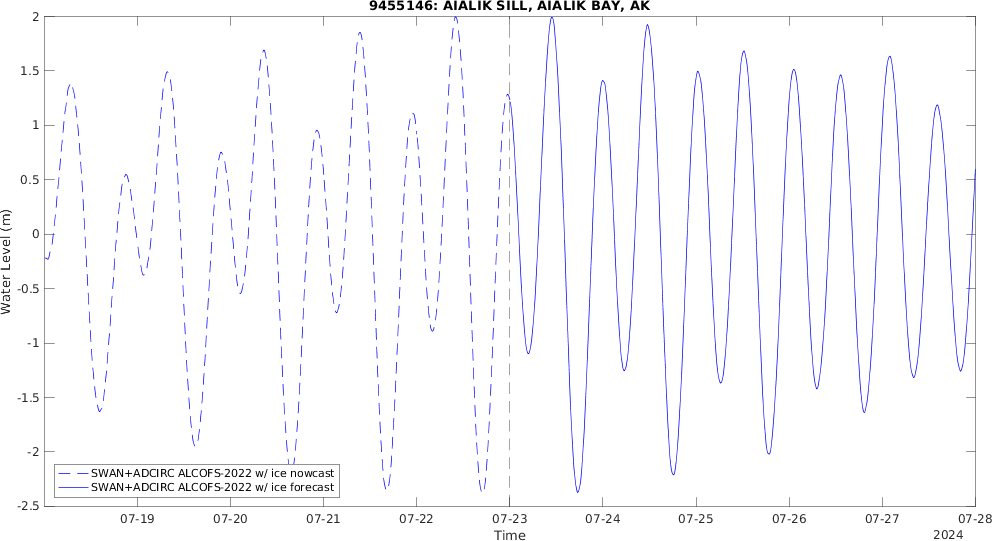 9455146: AIALIK SILL, AIALIK BAY, AK
Water Level (m)
2
1.5
1
0.5
0
-0.5
-1
-1.5
-2
-2.5
SWAN+ADCIRC ALCOFS-2022 w/ ice nowcast
SWAN+ADCIRC ALCOFS-2022 w/ ice forecast
07-19 07-20 07-21 07-22 07-23 07-24 07-25 07-26 07-27 07-28
Time
2024